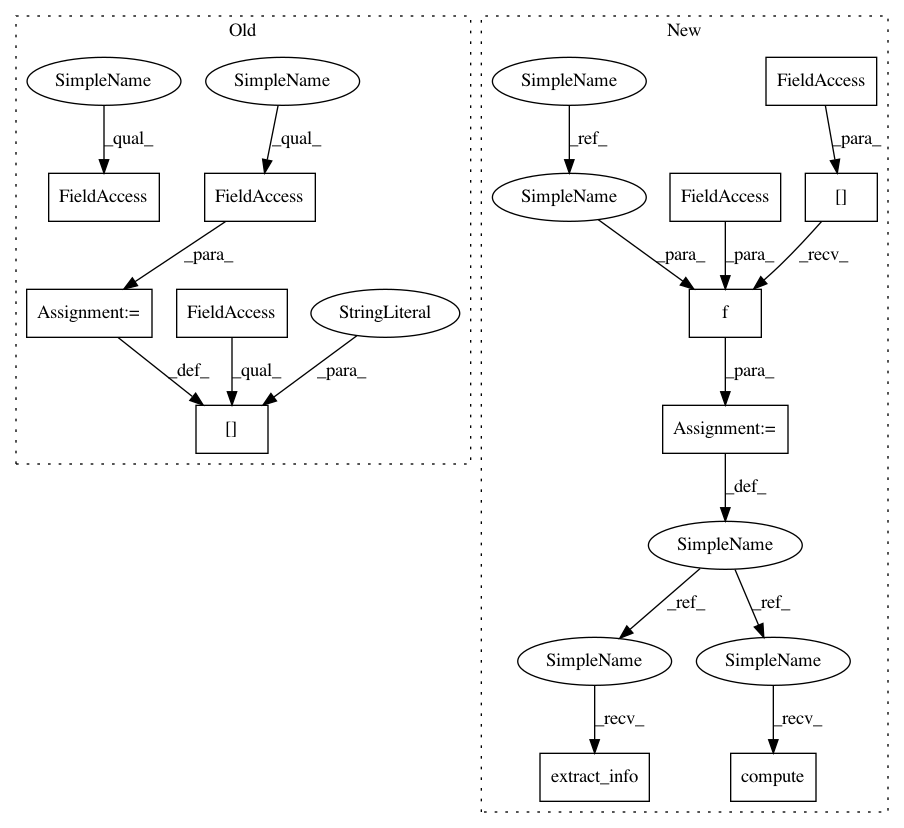 Old
New
SimpleName
SimpleName
SimpleName
FieldAccess
_qual_
_qual_
_ref_
_para_
FieldAccess
FieldAccess
SimpleName
FieldAccess
[]
_para_
_para_
_para_
_recv_
Assignment:=
FieldAccess
StringLiteral
f
_def_
_qual_
_para_
_para_
[]
Assignment:=
_def_
SimpleName
_ref_
_ref_
SimpleName
SimpleName
_recv_
_recv_
extract_info
compute